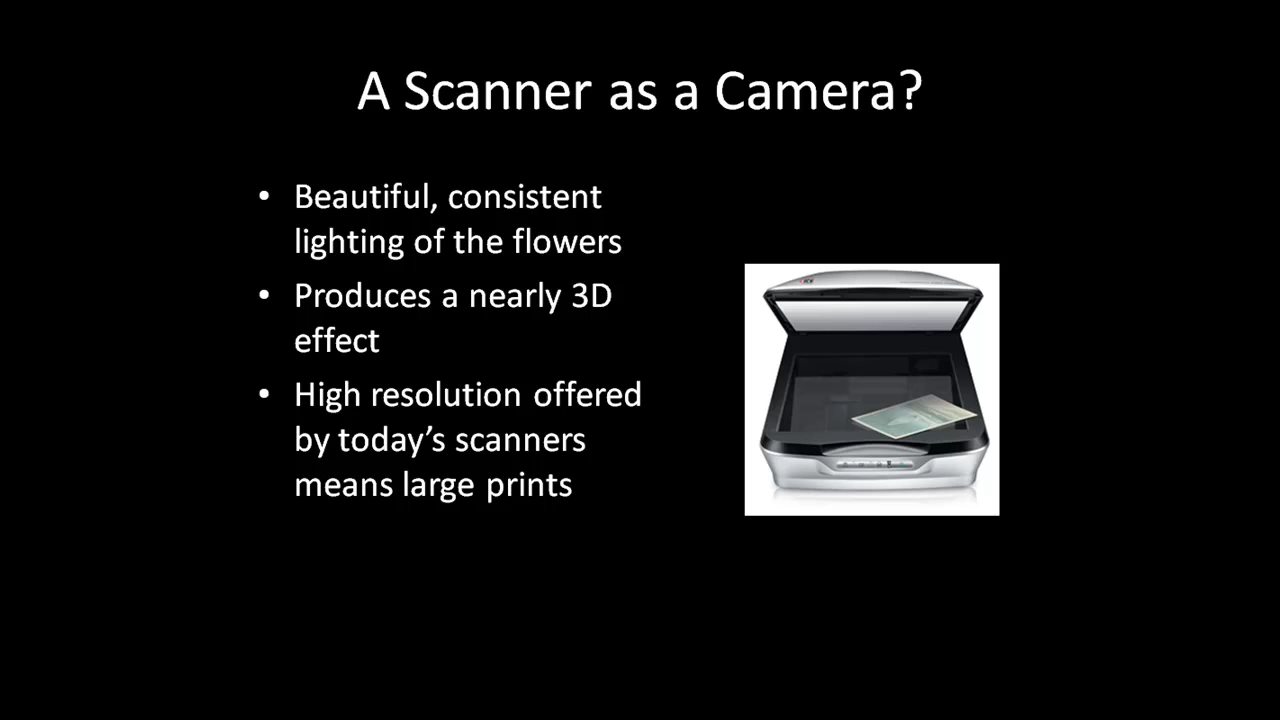 A Scanner as a Camera?
• Beautiful, consistent
lighting of the flowers
• Produces a nearly 3D
effect
• High resolution offered
by today’s scanners
means large prints